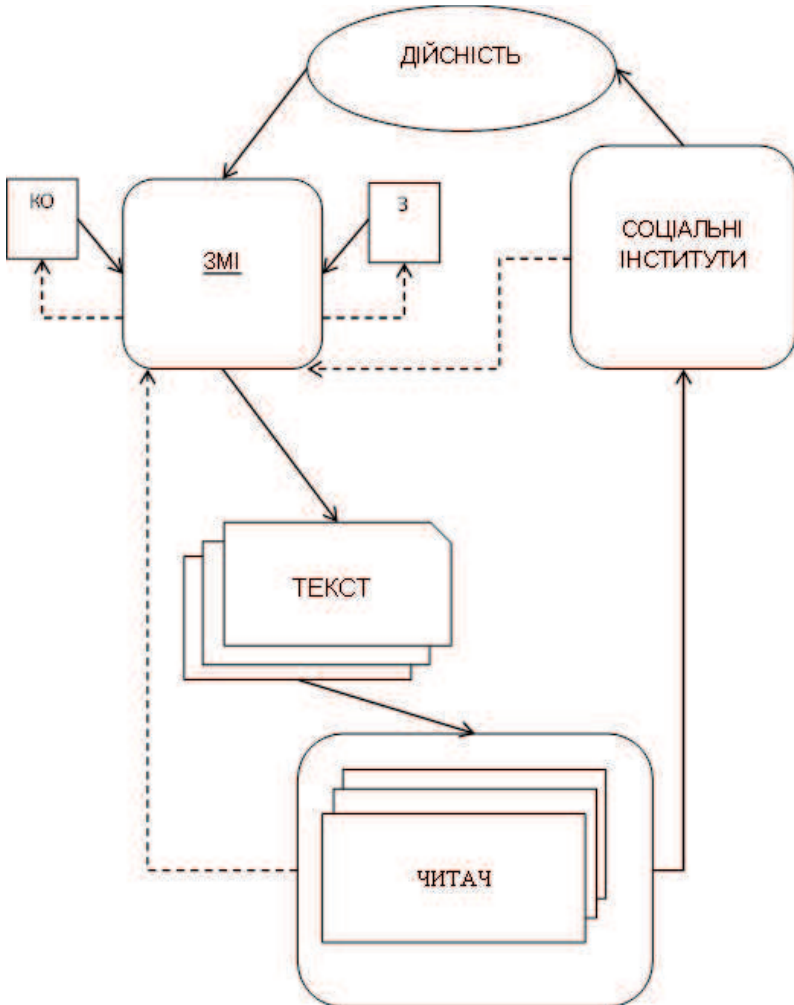 ДІЙСНІСТЬ
КО
З
ЗМІ
СОЦІАЛЬНІ
ІНСТИТУТИ
ТЕКСТ
ЧИТАЧ